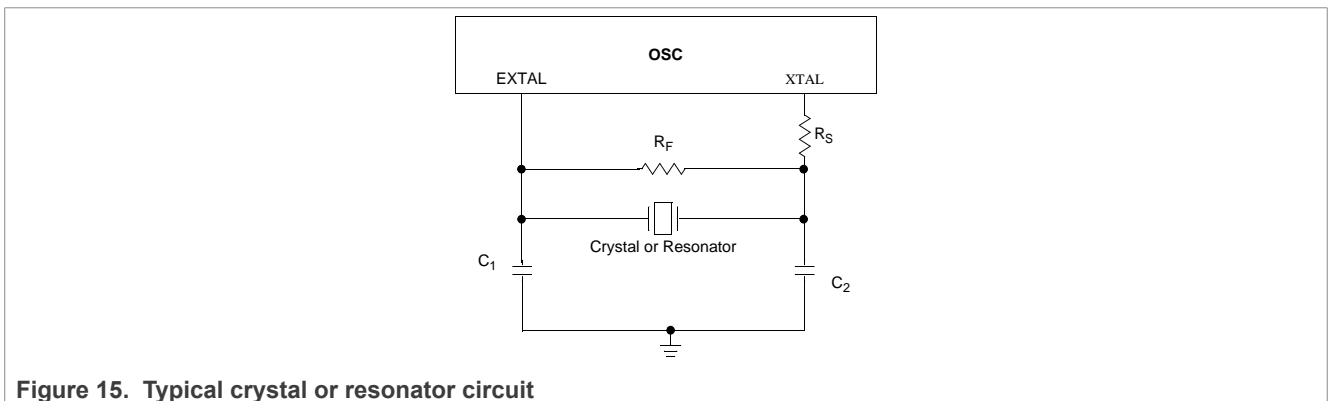 OSC
EXTAL
XTAL
R_S
R_F
Crystal or Resonator
C_1
C_2
Figure 15. Typical crystal or resonator circuit